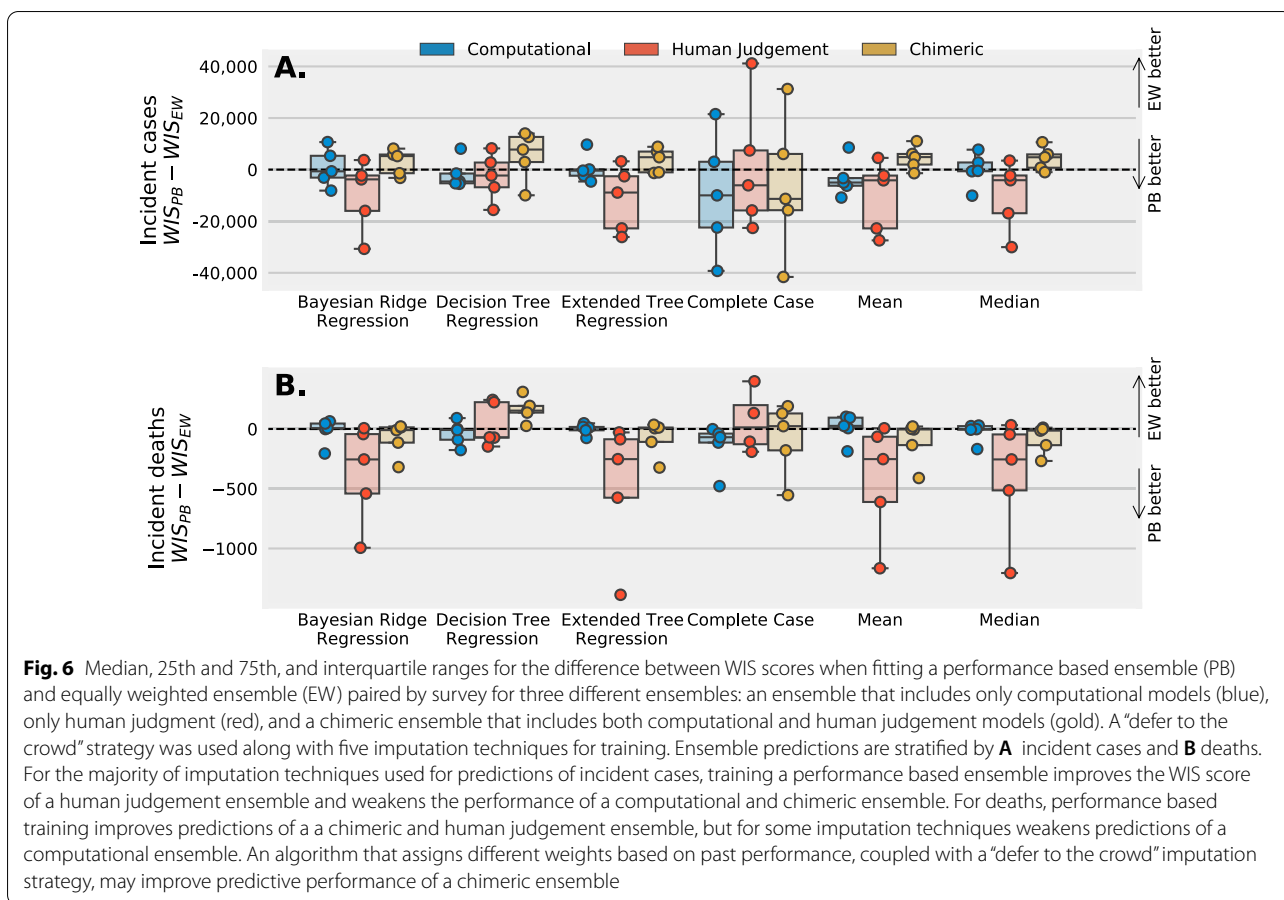 Computational Human Judgement Chimeric
A.
Incident cases
WIS_PB − WIS_EW
40,000
20,000
0
-20,000
-40,000
EW better
PB better
Bayesian Ridge Regression
Decision Tree Regression
Extended Tree Regression
Complete Case
Mean
Median
B.
Incident deaths
WIS_PB − WIS_EW
0
−500
−1000
EW better
PB better
Bayesian Ridge Regression
Decision Tree Regression
Extended Tree Regression
Complete Case
Mean
Median
Fig. 6 Median, 25th and 75th, and interquartile ranges for the difference between WIS scores when fitting a performance based ensemble (PB)
and equally weighted ensemble (EW) paired by survey for three different ensembles: an ensemble that includes only computational models (blue),
only human judgment (red), and a chimeric ensemble that includes both computational and human judgement models (gold). A “defer to the
crowd” strategy was used along with five imputation techniques for training. Ensemble predictions are stratified by A incident cases and B deaths.
For the majority of imputation techniques used for predictions of incident cases, training a performance based ensemble improves the WIS score
of a human judgement ensemble and weakens the performance of a computational and chimeric ensemble. For deaths, performance based
training improves predictions of a a chimeric and human judgement ensemble, but for some imputation techniques weakens predictions of a
computational ensemble. An algorithm that assigns different weights based on past performance, coupled with a “defer to the crowd” imputation
strategy, may improve predictive performance of a chimeric ensemble